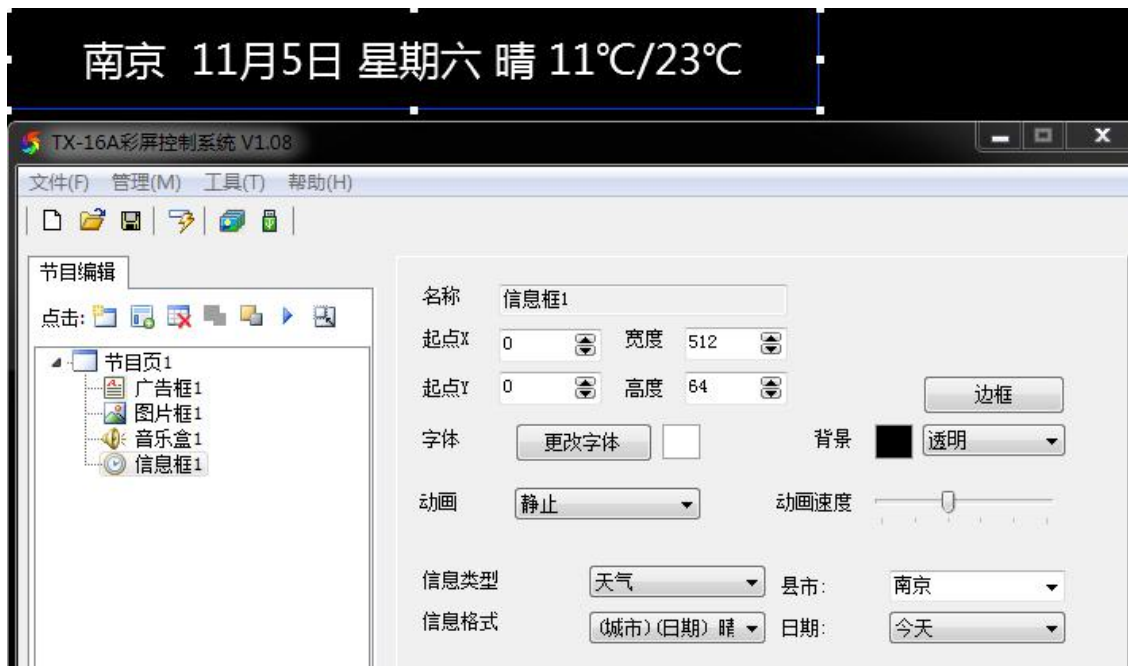 南京 11月5日 星期六 晴 11℃/23℃
TX-16A彩屏控制系统 V1.08
文件(F) 管理(M) 工具(T) 帮助(H)
节目编辑
点击:
节目页1
广告框1
图片框1
音乐盒1
信息框1
名称 信息框1
起点X 0 宽度 512
起点Y 0 高度 64
边框
字体 更改字体 背景 透明
动画 静止 动画速度
信息类型 天气 县市: 南京
信息格式 (城市)(日期) 晴 日期: 今天